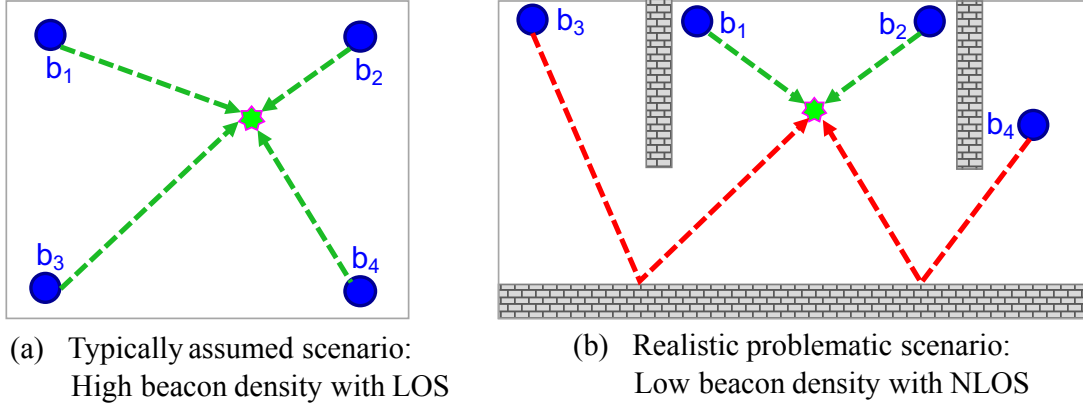 b1
b2
b3
b4
(a) Typically assumed scenario:
High beacon density with LOS
b3
b1
b2
b4
(b) Realistic problematic scenario:
Low beacon density with NLOS